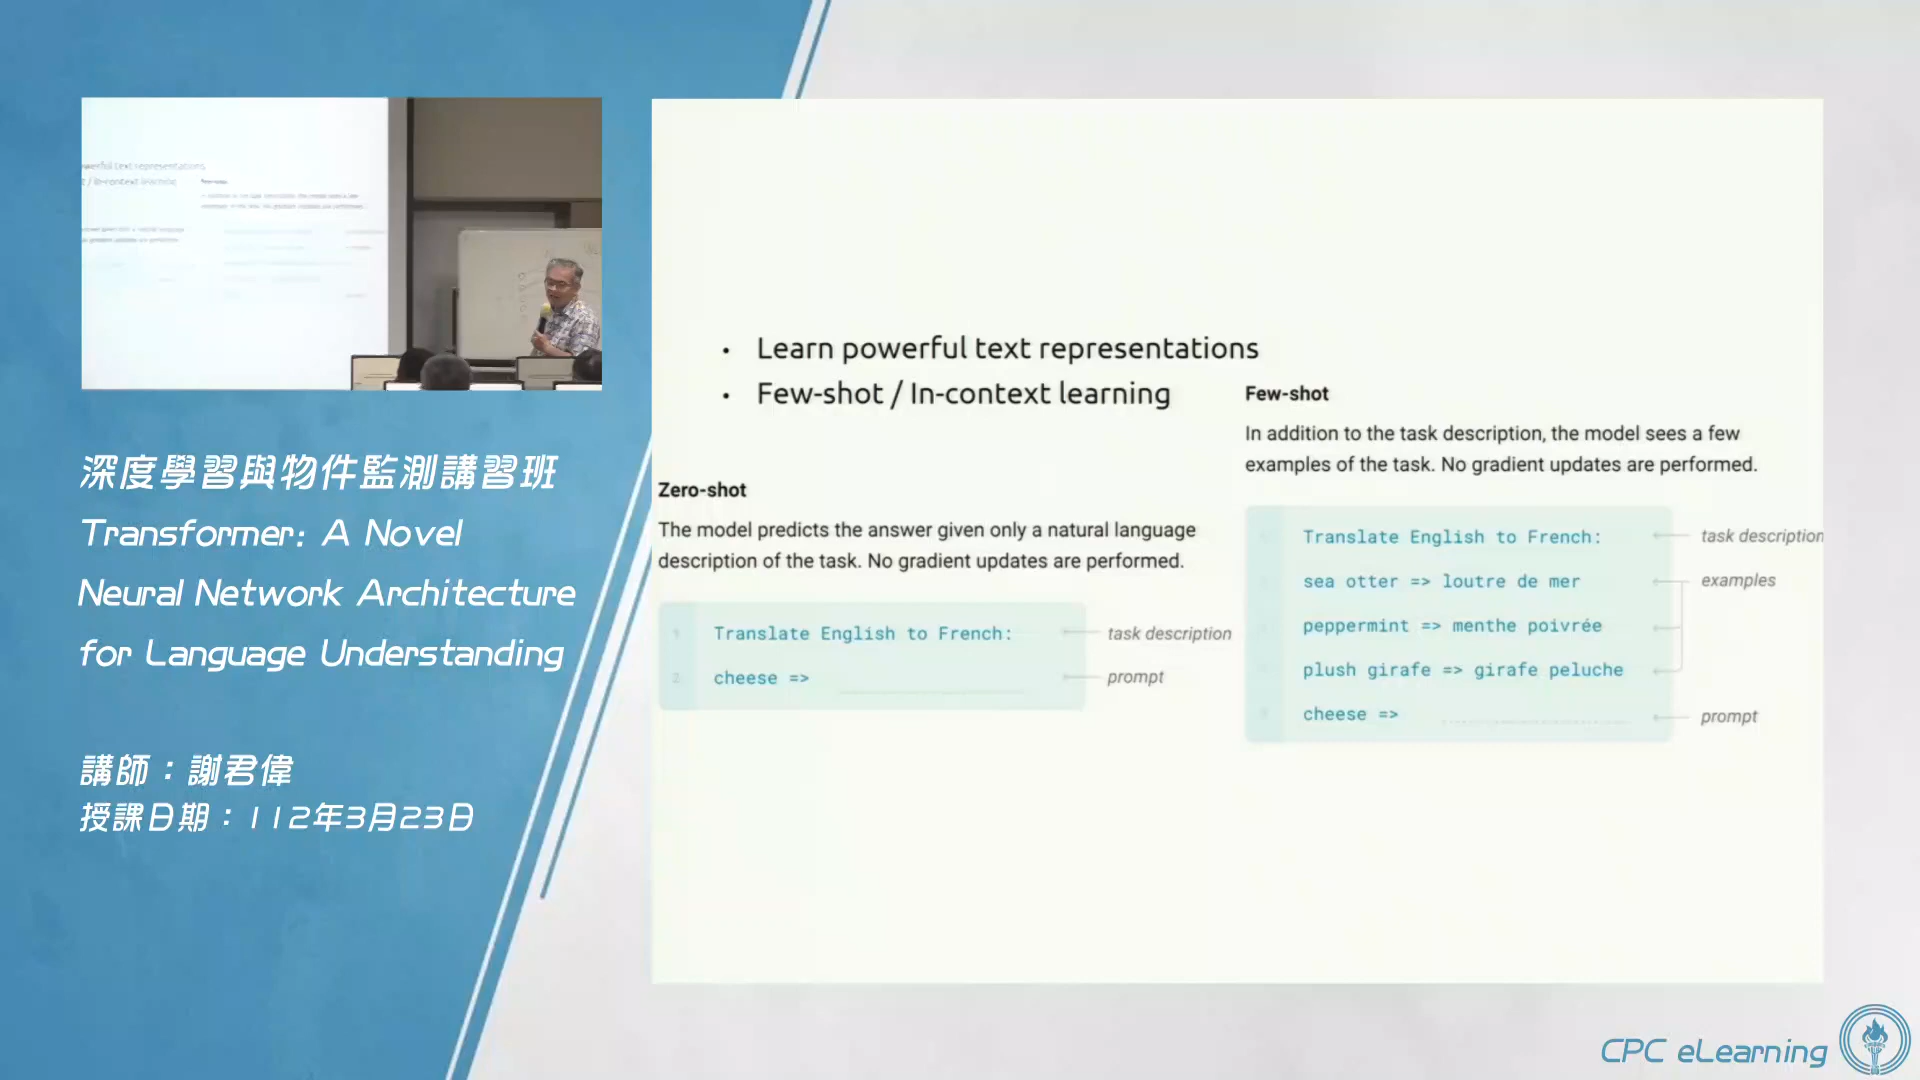 深度學習與物件監測講習班
Transformer: A Novel
Neural Network Architecture
for Language Understanding
講師：謝君偉
授課日期：112年3月23日
• Learn powerful text representations
• Few-shot / In-context learning
Zero-shot
The model predicts the answer given only a natural language
description of the task. No gradient updates are performed.
Translate English to French: task description
2 cheese => prompt
Few-shot
In addition to the task description, the model sees a few
examples of the task. No gradient updates are performed.
Translate English to French: task description
sea otter => loutre de mer examples
peppermint => menthe poivrée
plush girafe => girafe peluche
cheese => prompt
CPC eLearning